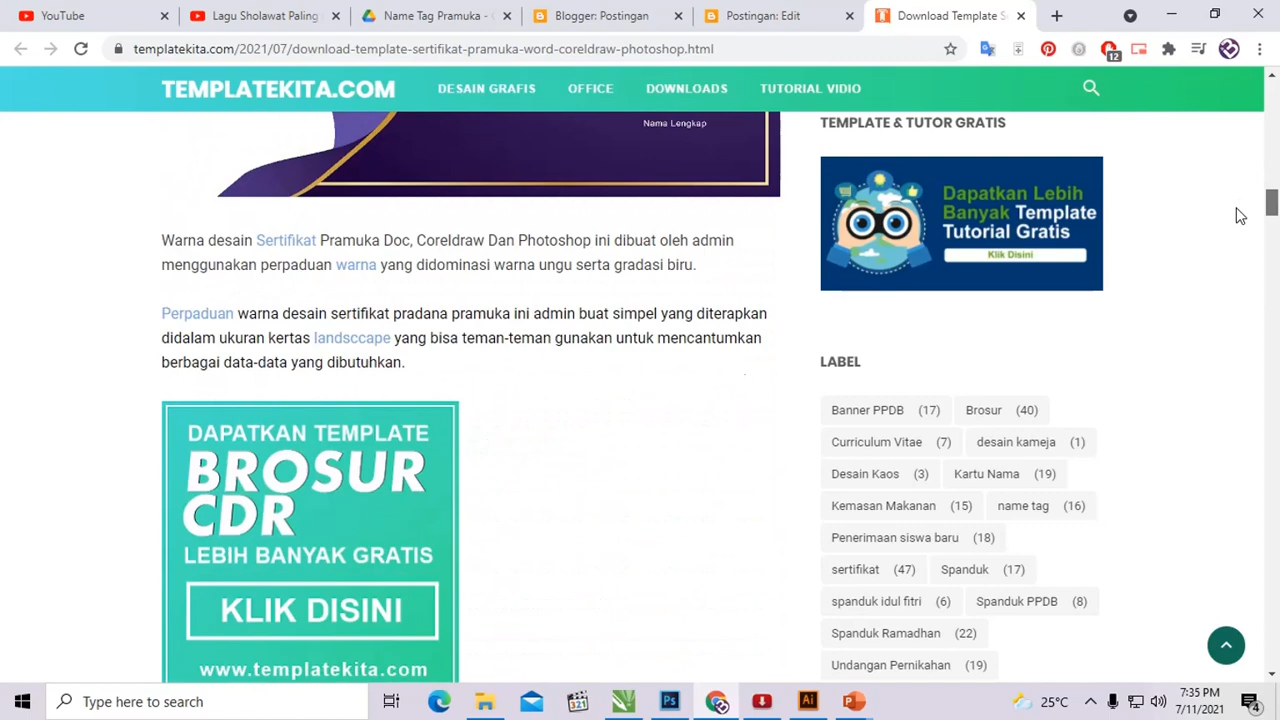 YouTube
Lagu Sholawat Paling
Name Tag Pramuka -
Blogger: Postingan
Postingan: Edit
Download Template S
templatekita.com/2021/07/download-template-sertifikat-pramuka-word-coreldraw-photoshop.html
12
TEMPLATEKITA.COM
DESAIN GRAFIS
OFFICE
DOWNLOADS
TUTORIAL VIDIO
Nama Lengkap
Warna desain Sertifikat Pramuka Doc, Coreldraw Dan Photoshop ini dibuat oleh admin
menggunakan perpaduan warna yang didominasi warna ungu serta gradasi biru.
Perpaduan warna desain sertifikat pradana pramuka ini admin buat simpel yang diterapkan
didalam ukuran kertas landsccape yang bisa teman-teman gunakan untuk mencantumkan
berbagai data-data yang dibutuhkan.
DAPATKAN TEMPLATE
BROSUR
CDR
LEBIH BANYAK GRATIS
KLIK DISINI
www.templatekita.com
TEMPLATE & TUTOR GRATIS
Dapatkan Lebih
Banyak Template
Tutorial Gratis
Klik Disini
LABEL
Banner PPDB (17) Brosur (40)
Curriculum Vitae (7) desain kameja (1)
Desain Kaos (3) Kartu Nama (19)
Kemasan Makanan (15) name tag (16)
Penerimaan siswa baru (18)
sertifikat (47) Spanduk (17)
spanduk idul fitri (6) Spanduk PPDB (8)
Spanduk Ramadhan (22)
Undangan Pernikahan (19)
Type here to search
321
Ps
Ai
25°C
7:35 PM
7/11/2021
4